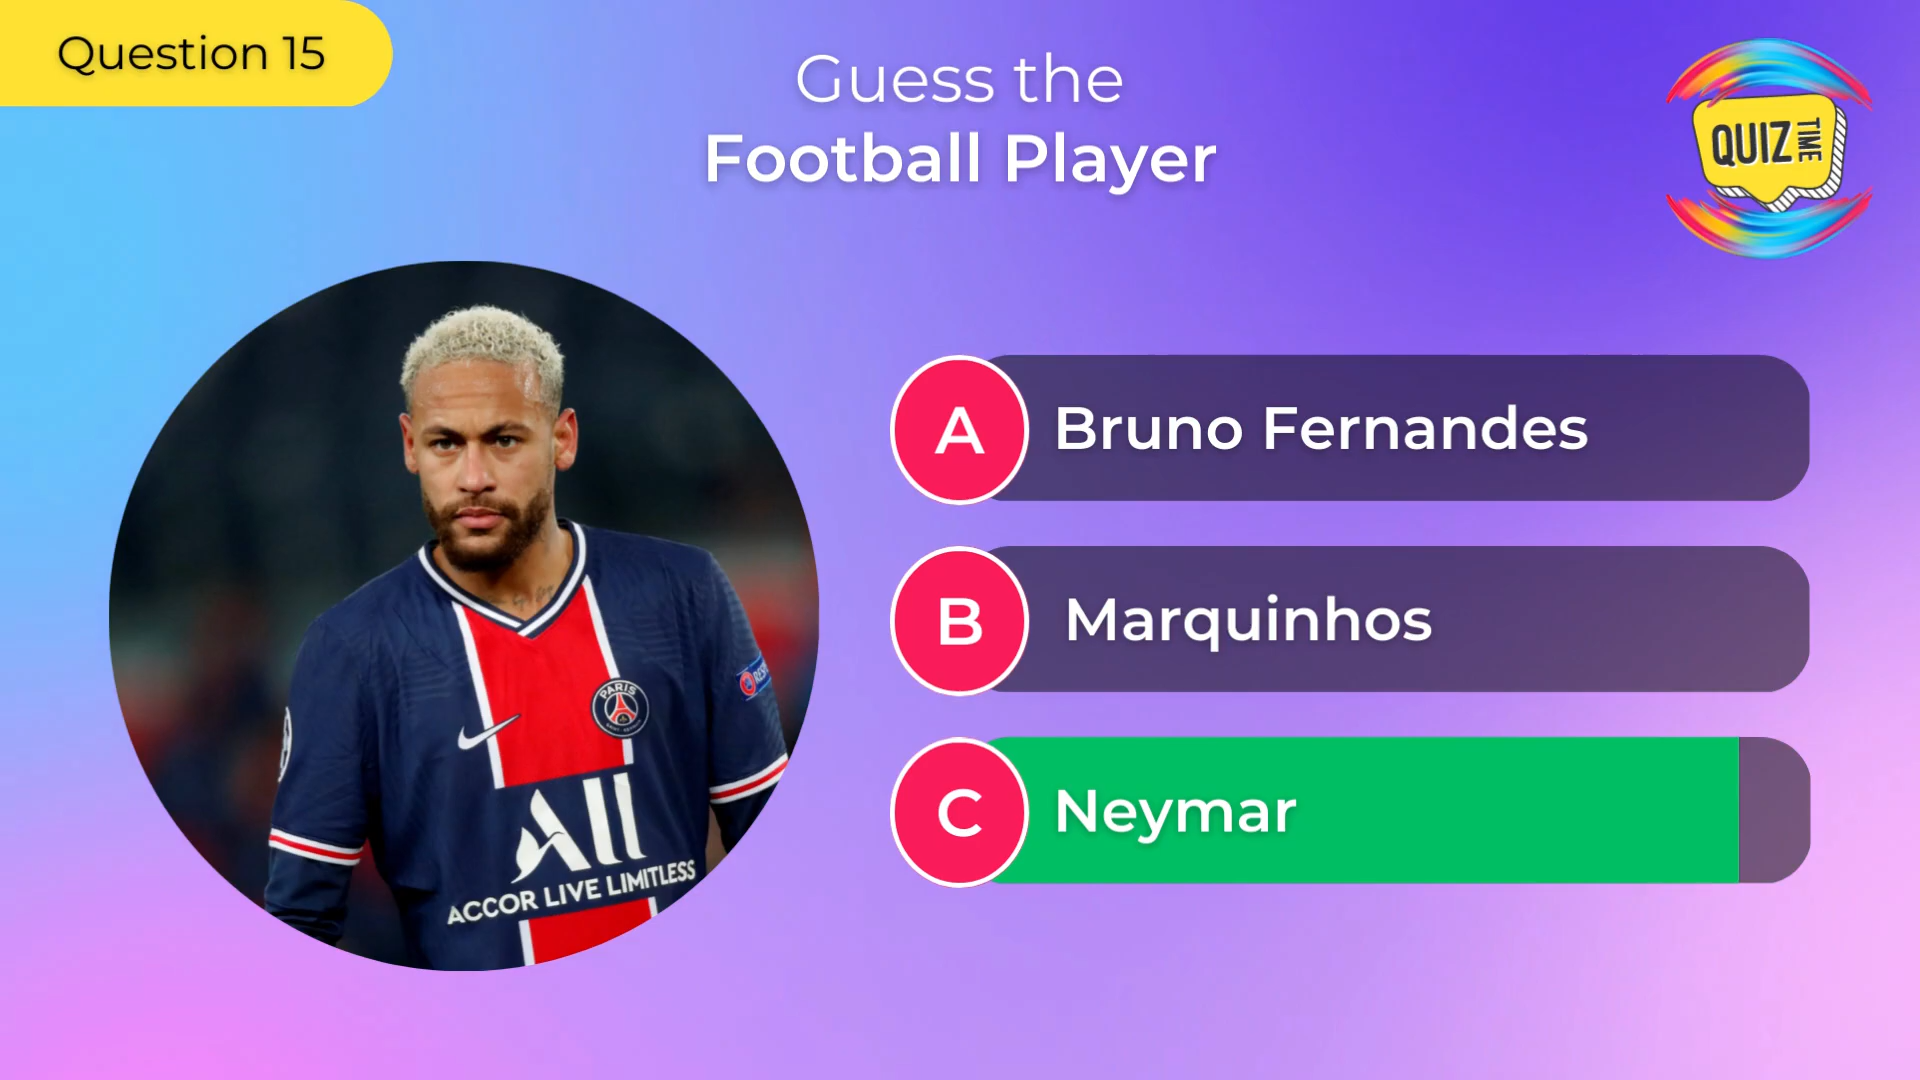 Question 15
Guess the
Football Player
QUIZ TIME
A Bruno Fernandes
B Marquinhos
C Neymar
PARIS
ALL
ACCOR LIVE LIMITLESS